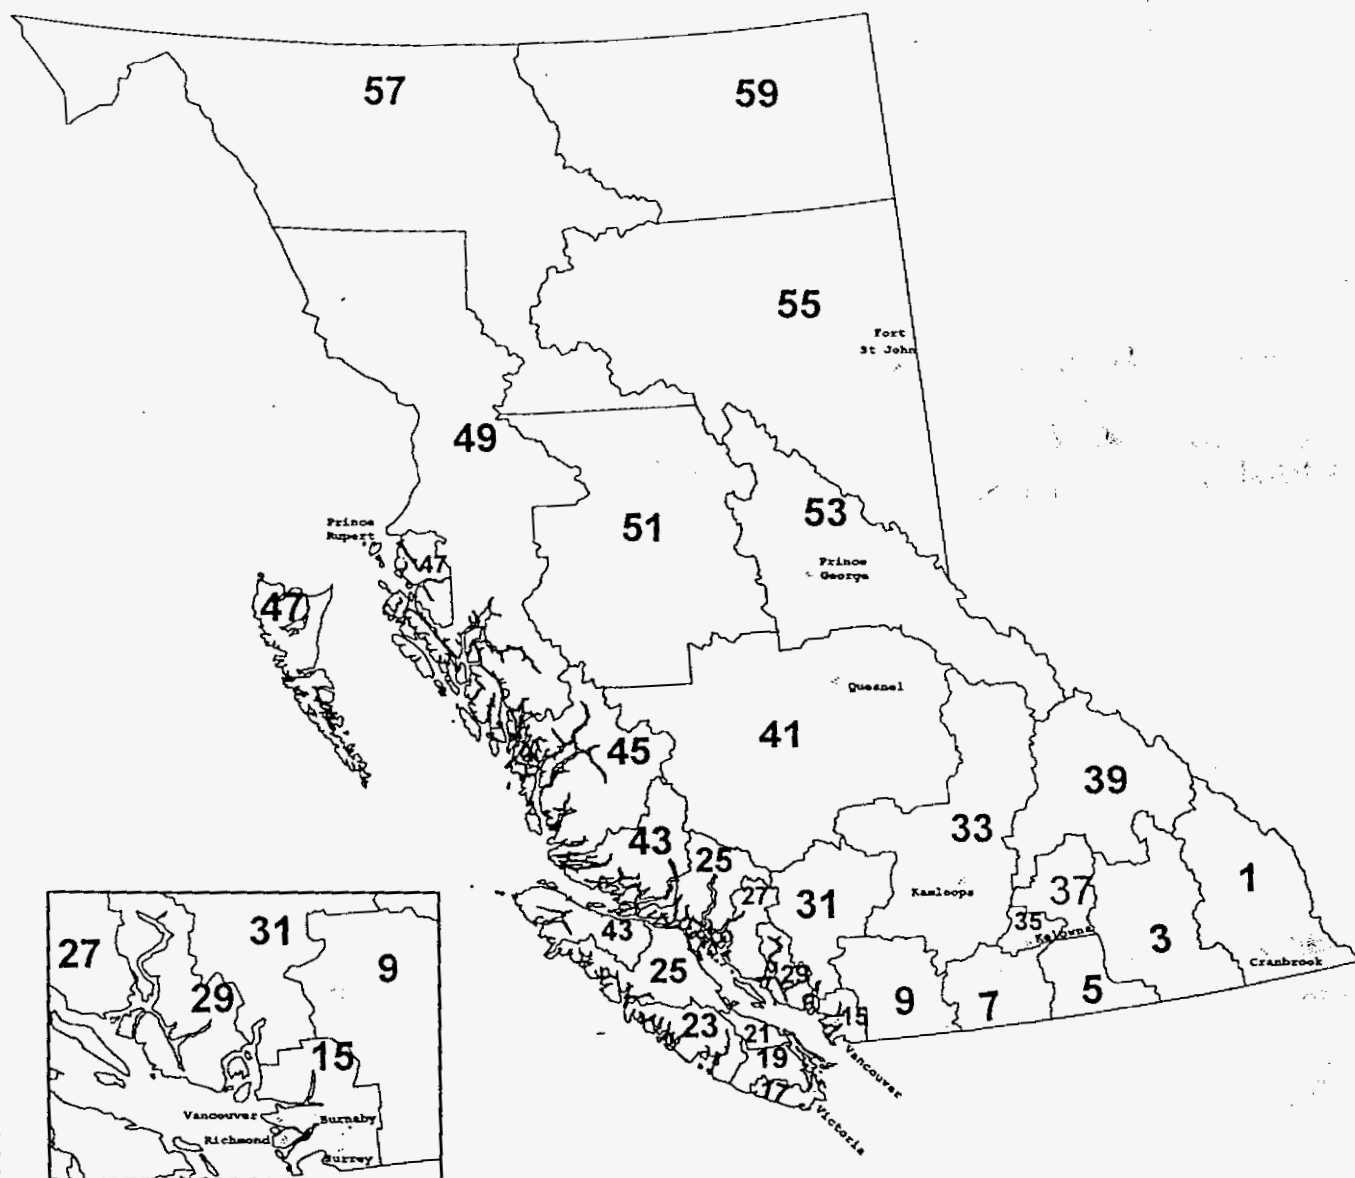 57
59
55
Fort
St John
49
51
53
Prince
Rupert
47
Prince
George
47
Quesnel
41
45
39
33
43
25
27
31
Kamloops
37
35
Kelowna
1
3
Cranbrook
43
25
29
9
7
5
15
23
21
19
17
Vancouver
Victoria
27
31
9
29
15
Vancouver
Burnaby
Richmond
Surrey